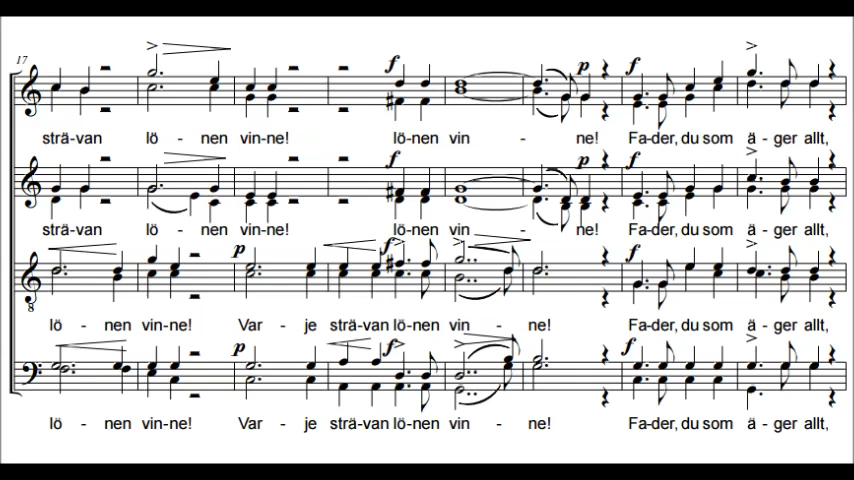 17
f p f
strä-van lö - nen vin-ne! lö-nen vin - ne! Fa-der, du som ä - ger allt,
f p f
strä-van lö - nen vin-ne! lö-nen vin - ne! Fa-der, du som ä - ger allt,
p f f
8
lö - nen vin-ne! Var - je strä-van lö-nen vin - ne! Fa-der, du som ä - ger allt,
p f f
lö - nen vin-ne! Var - je strä-van lö-nen vin - ne! Fa-der, du som ä - ger allt,